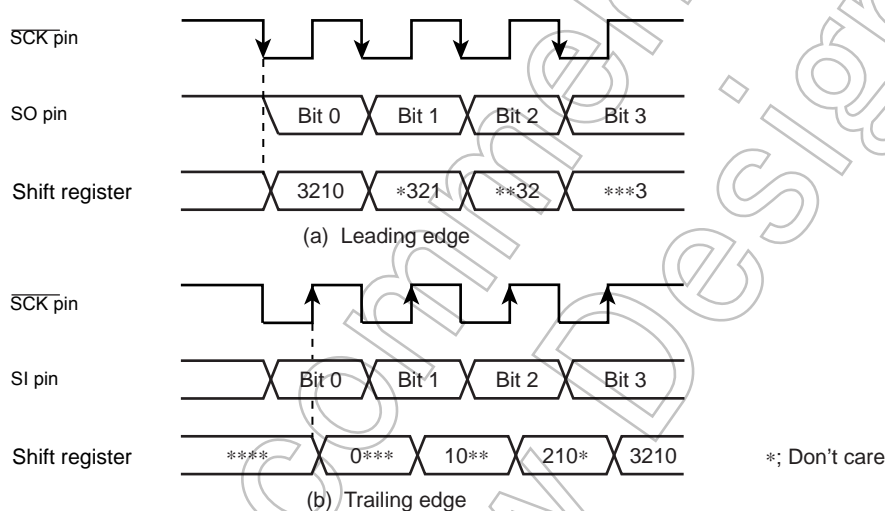 SCK pin
SO pin
Bit 0 Bit 1 Bit 2 Bit 3
Shift register
3210 *321 **32 ***3
(a) Leading edge
SCK pin
SI pin
Bit 0 Bit 1 Bit 2 Bit 3
Shift register
**** 0*** 10** 210* 3210
*; Don't care
(b) Trailing edge